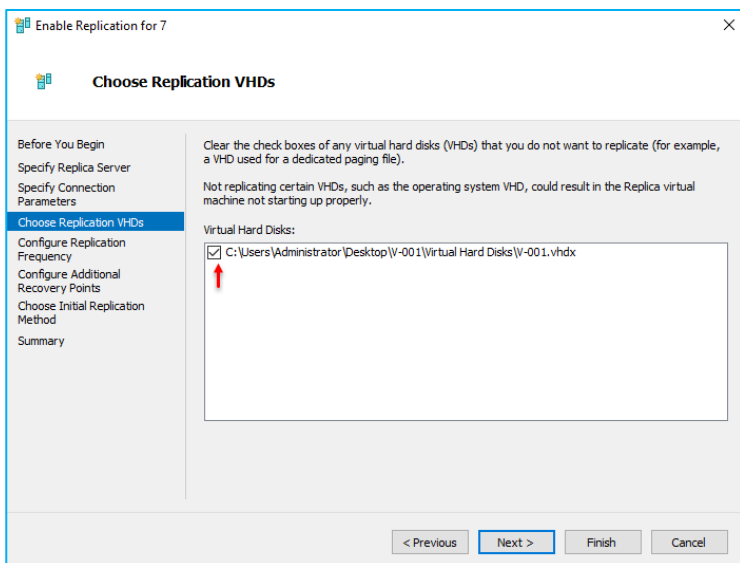 Enable Replication for 7
Choose Replication VHDs
Before You Begin
Specify Replica Server
Specify Connection
Parameters
Choose Replication VHDs
Configure Replication
Frequency
Configure Additional
Recovery Points
Choose Initial Replication
Method
Summary
Clear the check boxes of any virtual hard disks (VHDs) that you do not want to replicate (for example,
a VHD used for a dedicated paging file).
Not replicating certain VHDs, such as the operating system VHD, could result in the Replica virtual
machine not starting up properly.
Virtual Hard Disks:
C:\Users\Administrator\Desktop\V-001\Virtual Hard Disks\V-001.vhdx
< Previous
Next >
Finish
Cancel